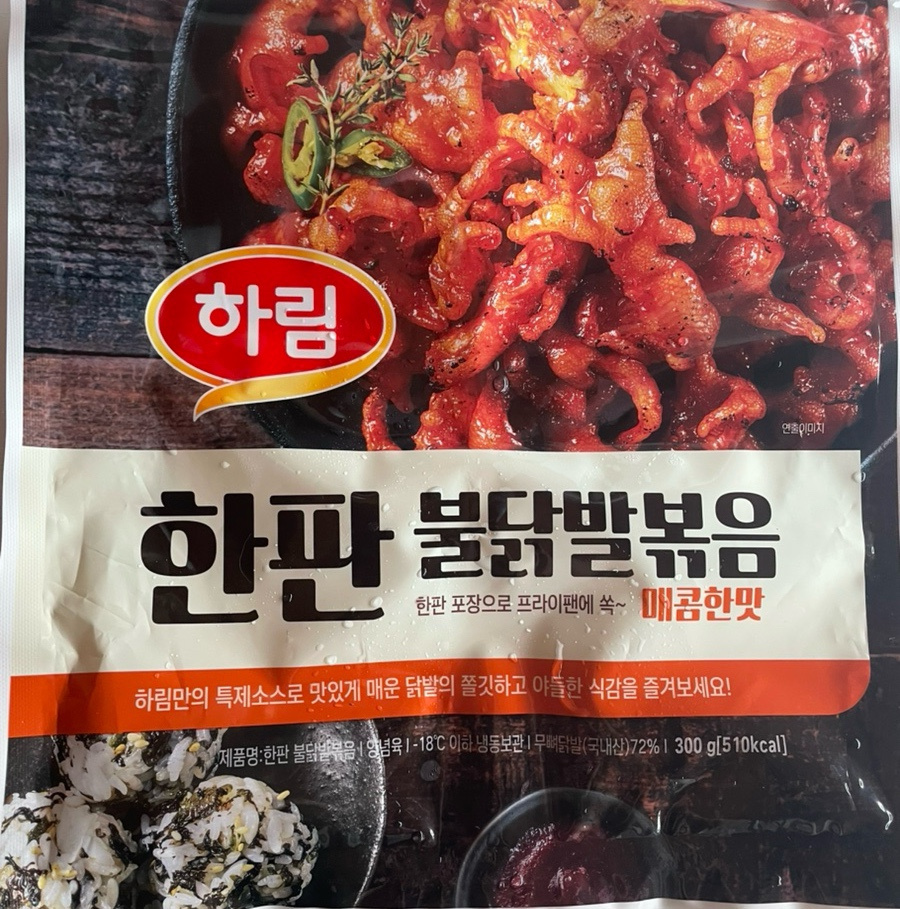 하림
연출이미지
한판 불닭발볶음
한판 포장으로 프라이팬에 쏙~ 매콤한맛
하림만의 특제소스로 맛있게 매운 닭발의 쫄깃하고 야들한 식감을 즐겨보세요!
제품명:한판 불닭발볶음 | 양념육 | -18℃ 이하 냉동보관 | 무뼈닭발(국내산)72% | 300 g[510kcal]